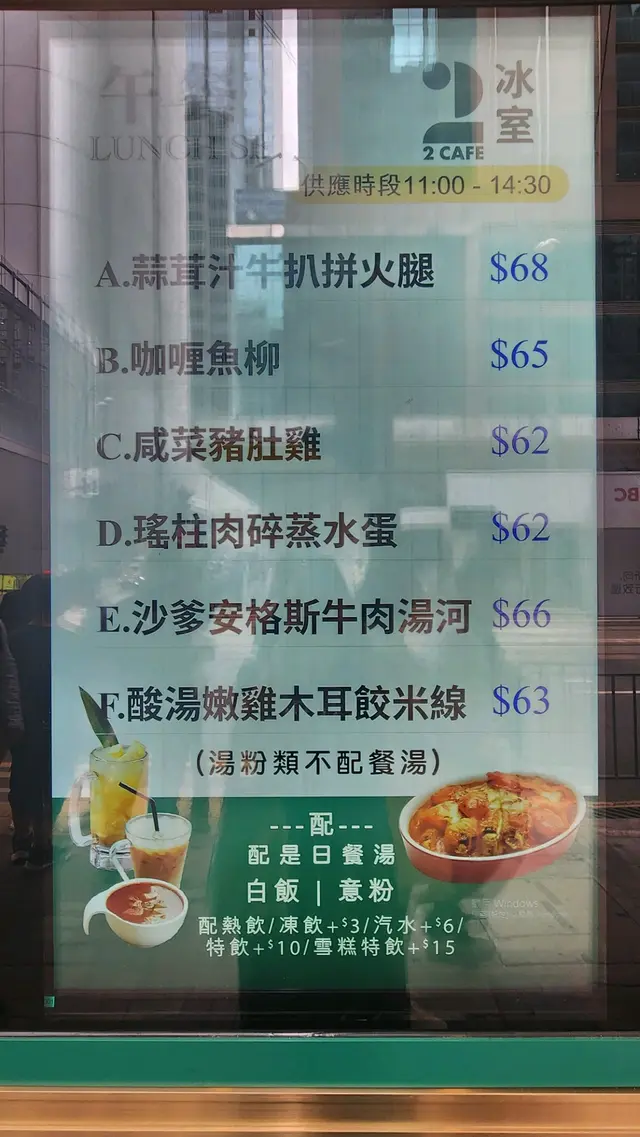 午
LUNCH SE
2 冰室
2 CAFE
供應時段11:00 - 14:30
A.蒜茸汁牛扒拼火腿 $68
B.咖喱魚柳 $65
C.咸菜豬肚雞 $62
D.瑤柱肉碎蒸水蛋 $62
E.沙爹安格斯牛肉湯河 $66
F.酸湯嫩雞木耳餃米線 $63
(湯粉類不配餐湯)
---配---
配是日餐湯
白飯 | 意粉
配熱飲/凍飲+$3/汽水+$6/
特飲+$10/雪糕特飲+$15
Windows